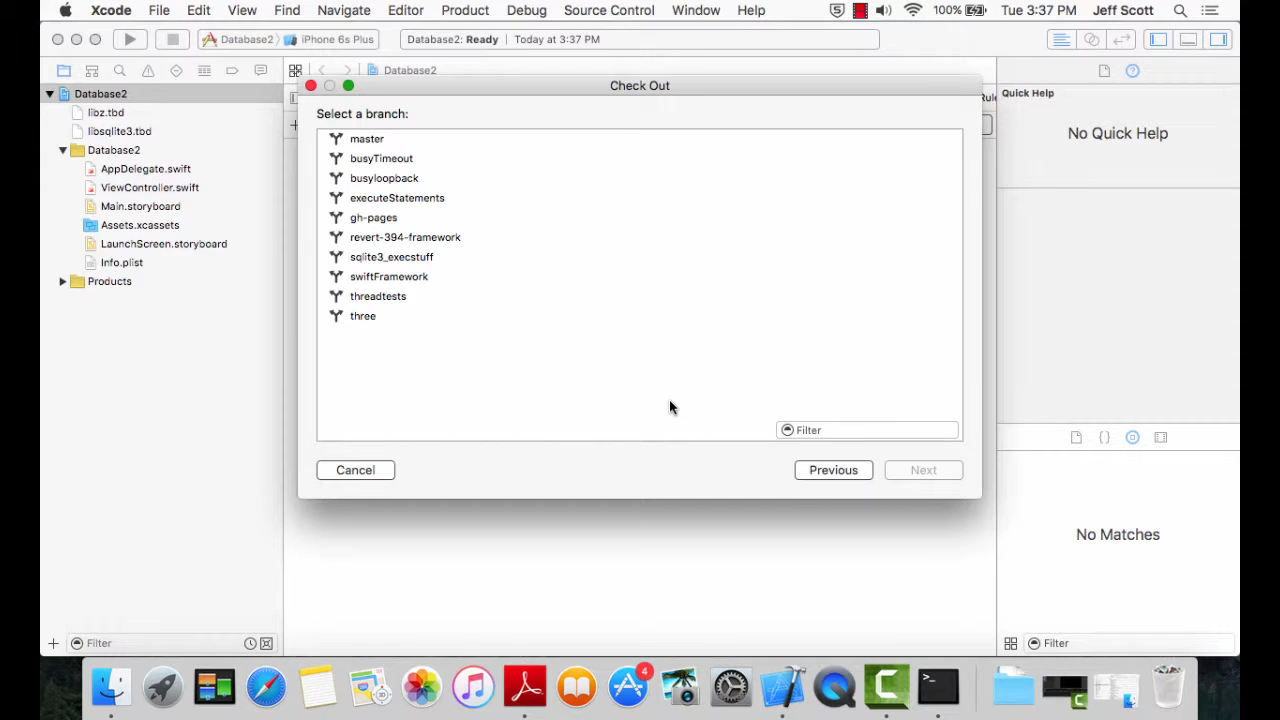 Xcode File Edit View Find Navigate Editor Product Debug Source Control Window Help 100% Tue 3:37 PM Jeff Scott
Database2 iPhone 6s Plus Database2: Ready Today at 3:37 PM
Database2
Check Out
Database2
libz.tbd
libsqlite3.tbd
Database2
AppDelegate.swift
ViewController.swift
Main.storyboard
Assets.xcassets
LaunchScreen.storyboard
Info.plist
Products
Filter
Select a branch:
master
busyTimeout
busyloopback
executeStatements
gh-pages
revert-394-framework
sqlite3_execstuff
swiftFramework
threadtests
three
Filter
Cancel Previous Next
Quick Help
No Quick Help
No Matches
Filter
4